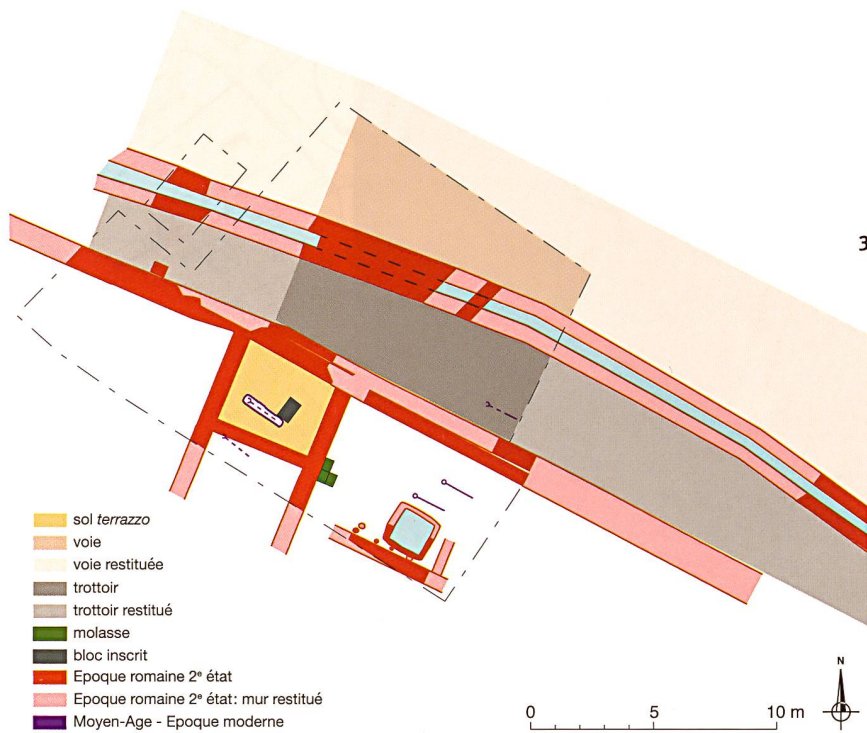 3
sol terrazzo
voie
voie restituée
trottoir
trottoir restitué
molasse
bloc inscrit
Epoque romaine 2e état
Epoque romaine 2e état: mur restitué
Moyen-Age - Epoque moderne
N
0 5 10 m